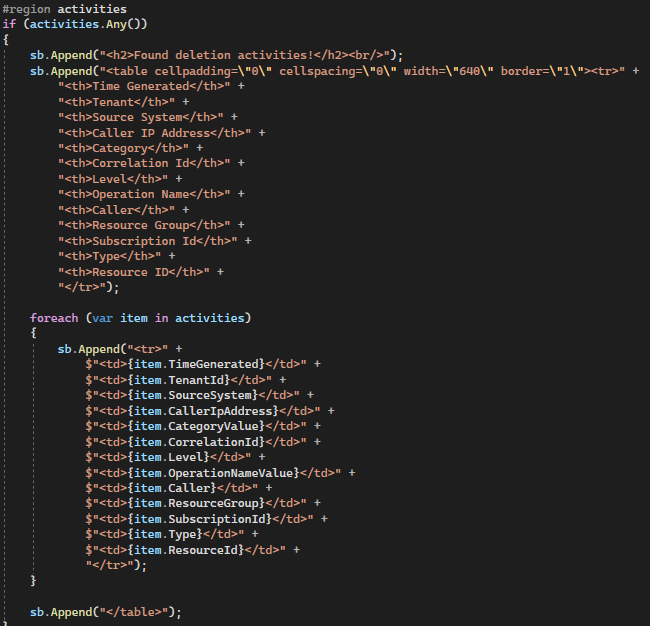 #region activities
if (activities.Any())
{
sb.Append("<h2>Found deletion activities!</h2><br/>");
sb.Append("<table cellpadding=\"0\" cellspacing=\"0\" width=\"640\" border=\"1\"><tr>" +
"<th>Time Generated</th>" +
"<th>Tenant</th>" +
"<th>Source System</th>" +
"<th>Caller IP Address</th>" +
"<th>Category</th>" +
"<th>Correlation Id</th>" +
"<th>Level</th>" +
"<th>Operation Name</th>" +
"<th>Caller</th>" +
"<th>Resource Group</th>" +
"<th>Subscription Id</th>" +
"<th>Type</th>" +
"<th>Resource ID</th>" +
"</tr>");
foreach (var item in activities)
{
sb.Append("<tr>" +
$"<td>{item.TimeGenerated}</td>" +
$"<td>{item.TenantId}</td>" +
$"<td>{item.SourceSystem}</td>" +
$"<td>{item.CallerIpAddress}</td>" +
$"<td>{item.CategoryValue}</td>" +
$"<td>{item.CorrelationId}</td>" +
$"<td>{item.Level}</td>" +
$"<td>{item.OperationNameValue}</td>" +
$"<td>{item.Caller}</td>" +
$"<td>{item.ResourceGroup}</td>" +
$"<td>{item.SubscriptionId}</td>" +
$"<td>{item.Type}</td>" +
$"<td>{item.ResourceId}</td>" +
"</tr>");
}
sb.Append("</table>");
}